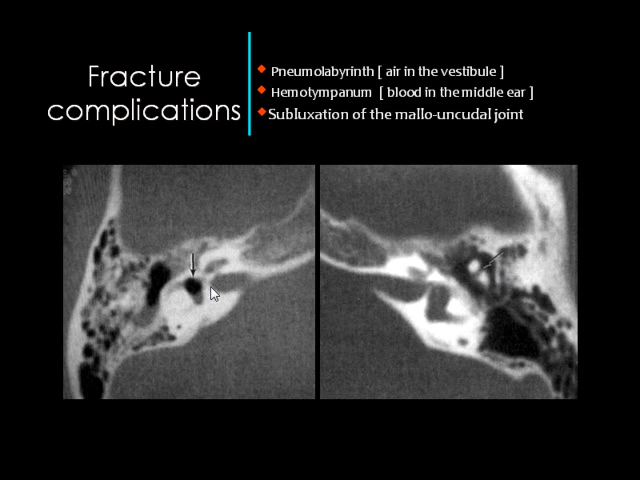 Fracture
complications
Pneumolabyrinth [ air in the vestibule ]
Hemotympanum [ blood in the middle ear ]
Subluxation of the mallo-uncudal joint